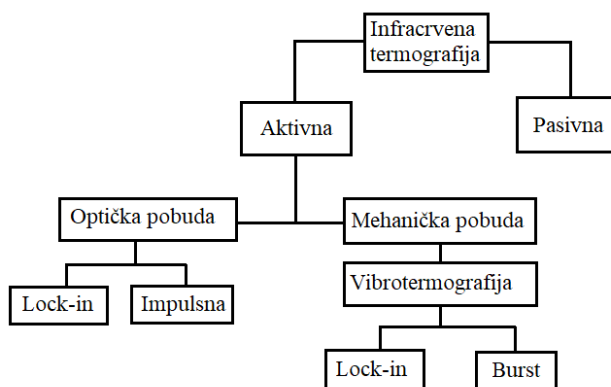 Infracrvena
termografija
Aktivna
Pasivna
Optička pobuda
Mehanička pobuda
Lock-in
Impulsna
Vibrotermografija
Lock-in
Burst